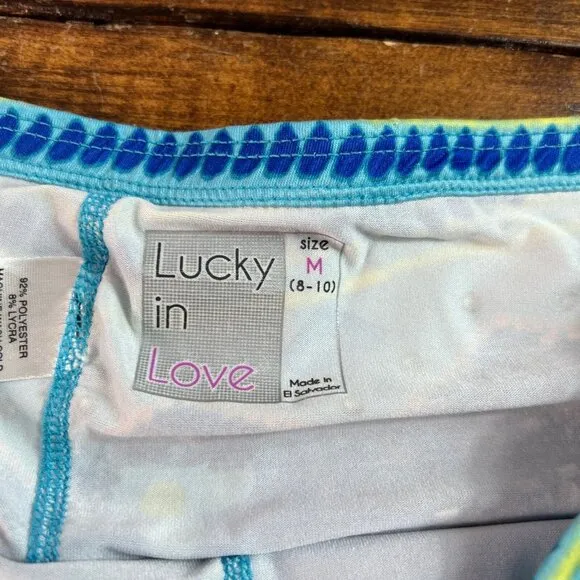 Lucky
in
Love
size
M
(8-10)
Made in
El Salvador
92% POLYESTER
8% LYCRA